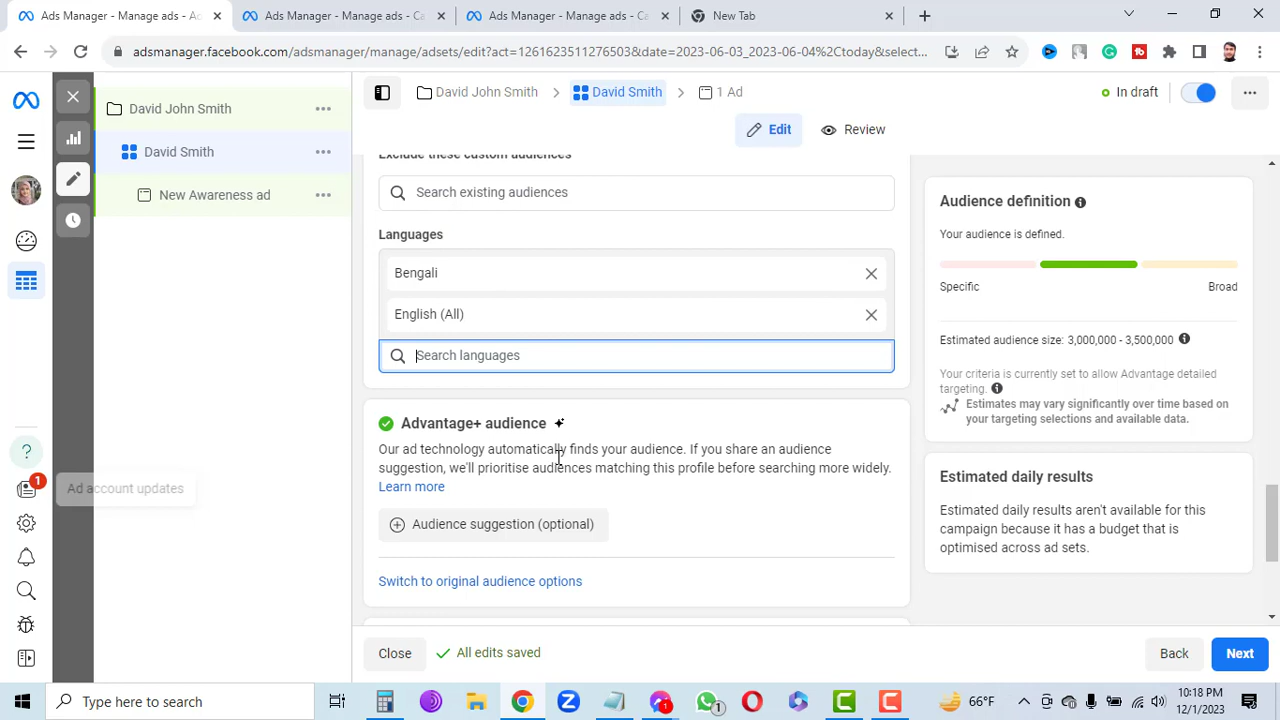 Ads Manager - Manage ads - Ads
Ads Manager - Manage ads - Ca
Ads Manager - Manage ads - Ca
New Tab
adsmanager.facebook.com/adsmanager/manage/adsets/edit?act=1261623511276503&date=2023-06-03_2023-06-04%2Ctoday&selec...
David John Smith
David Smith
New Awareness ad
David John Smith
David Smith
1 Ad
In draft
Edit
Review
Exclude these custom audiences
Search existing audiences
Languages
Bengali
English (All)
Search languages
Advantage+ audience
Our ad technology automatically finds your audience. If you share an audience
suggestion, we'll prioritise audiences matching this profile before searching more widely.
Learn more
Audience suggestion (optional)
Switch to original audience options
Close
All edits saved
Back
Next
Audience definition
Your audience is defined.
Specific
Broad
Estimated audience size: 3,000,000 - 3,500,000
Your criteria is currently set to allow Advantage detailed
targeting.
Estimates may vary significantly over time based on
your targeting selections and available data.
Estimated daily results
Estimated daily results aren't available for this
campaign because it has a budget that is
optimised across ad sets.
1
Ad account updates
Type here to search
1
1
66°F
10:18 PM
12/1/2023